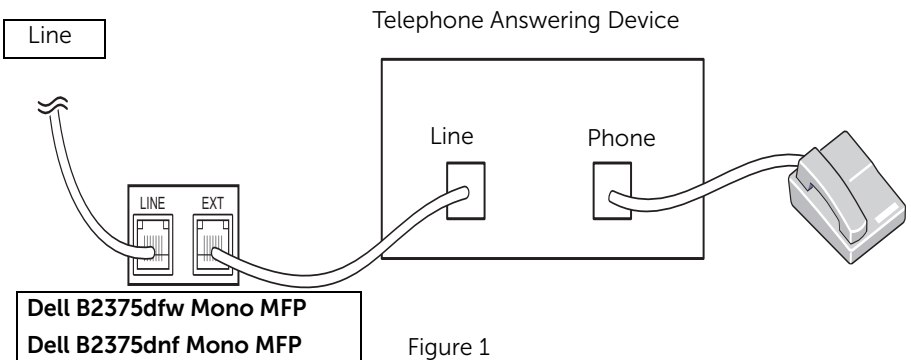 Telephone Answering Device
Line
Line
Phone
LINE
EXT
Dell B2375dfw Mono MFP
Dell B2375dnf Mono MFP
Figure 1